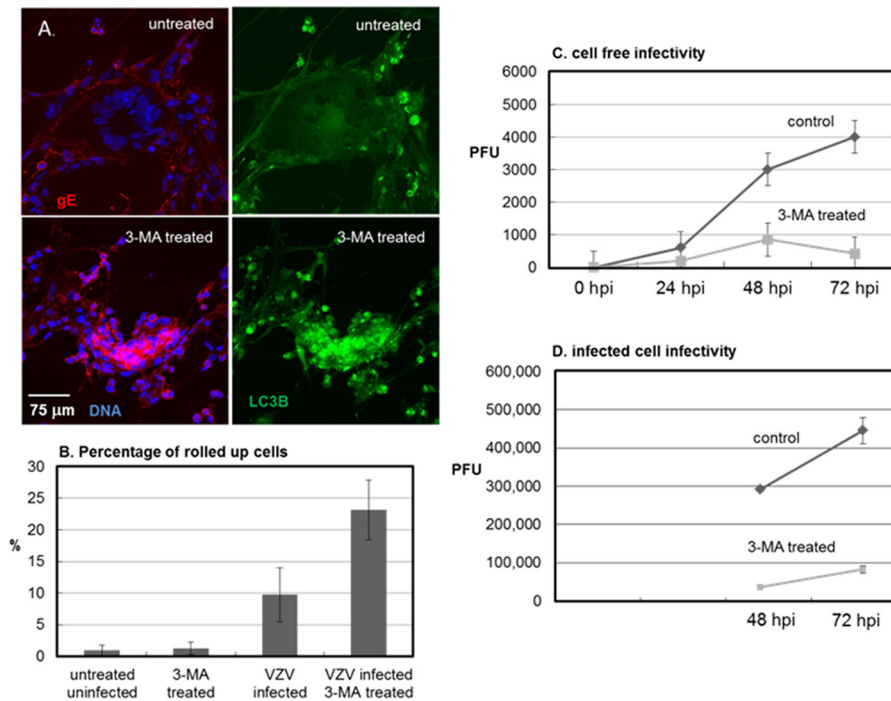 A.
untreated
untreated
gE
3-MA treated
3-MA treated
75 µm
DNA
LC3B
B. Percentage of rolled up cells
30
25
20
15
10
5
0
%
untreated
uninfected
3-MA
treated
VZV
infected
VZV infected
3-MA treated
C. cell free infectivity
6000
5000
4000
3000
2000
1000
0
PFU
control
3-MA treated
0 hpi
24 hpi
48 hpi
72 hpi
D. infected cell infectivity
500,000
400,000
300,000
200,000
100,000
0
PFU
control
3-MA treated
48 hpi
72 hpi